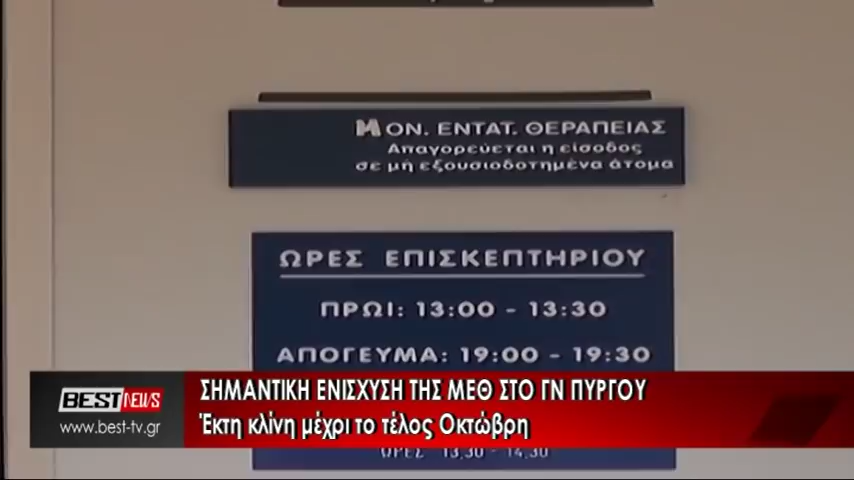 ΜΟΝ. ΕΝΤΑΤ. ΘΕΡΑΠΕΙΑΣ
Απαγορεύεται η είσοδος
σε μή εξουσιοδοτημένα άτομα
ΩΡΕΣ ΕΠΙΣΚΕΠΤΗΡΙΟΥ
ΠΡΩΙ: 13:00 - 13:30
ΑΠΟΓΕΥΜΑ: 19:00 - 19:30
BEST NEWS
www.best-tv.gr
ΣΗΜΑΝΤΙΚΗ ΕΝΙΣΧΥΣΗ ΤΗΣ ΜΕΘ ΣΤΟ ΓΝ ΠΥΡΓΟΥ
Έκτη κλίνη μέχρι το τέλος Οκτώβρη
ΩΡΕΣ 13,30 - 14,30